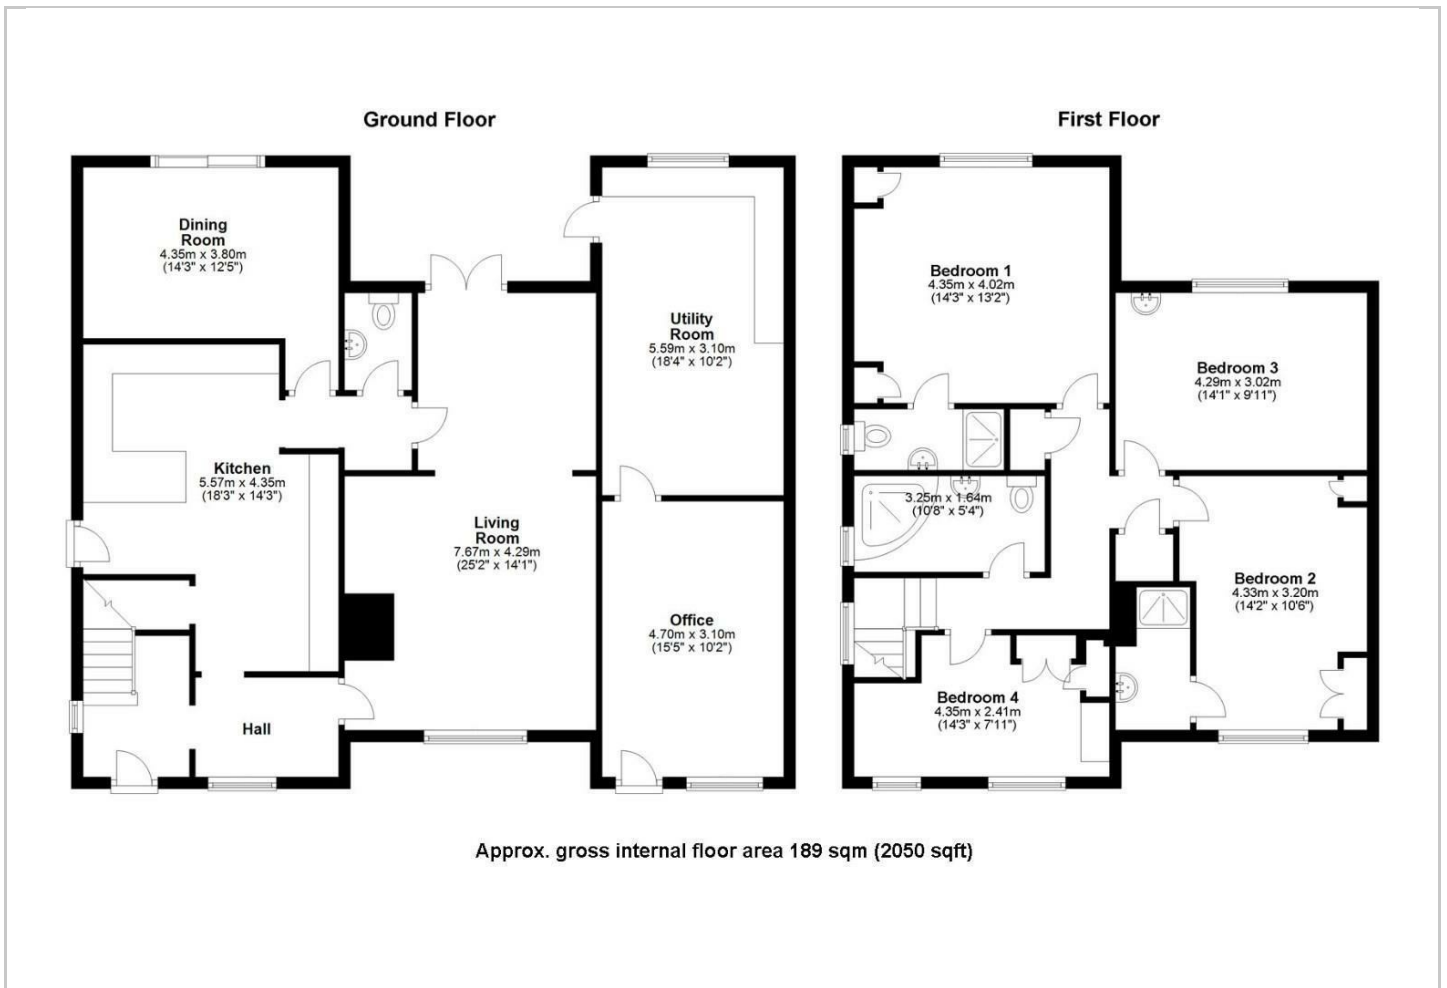 Ground Floor
Dining
Room
4.35m x 3.80m
(14'3" x 12'5")
Kitchen
5.57m x 4.35m
(18'3" x 14'3")
Living
Room
7.67m x 4.29m
(25'2" x 14'1")
Utility
Room
5.59m x 3.10m
(18'4" x 10'2")
Office
4.70m x 3.10m
(15'5" x 10'2")
Hall
First Floor
Bedroom 1
4.35m x 4.02m
(14'3" x 13'2")
Bedroom 3
4.29m x 3.02m
(14'1" x 9'11")
3.25m x 1.64m
(10'8" x 5'4")
Bedroom 2
4.33m x 3.20m
(14'2" x 10'6")
Bedroom 4
4.35m x 2.41m
(14'3" x 7'11")
Approx. gross internal floor area 189 sqm (2050 sqft)